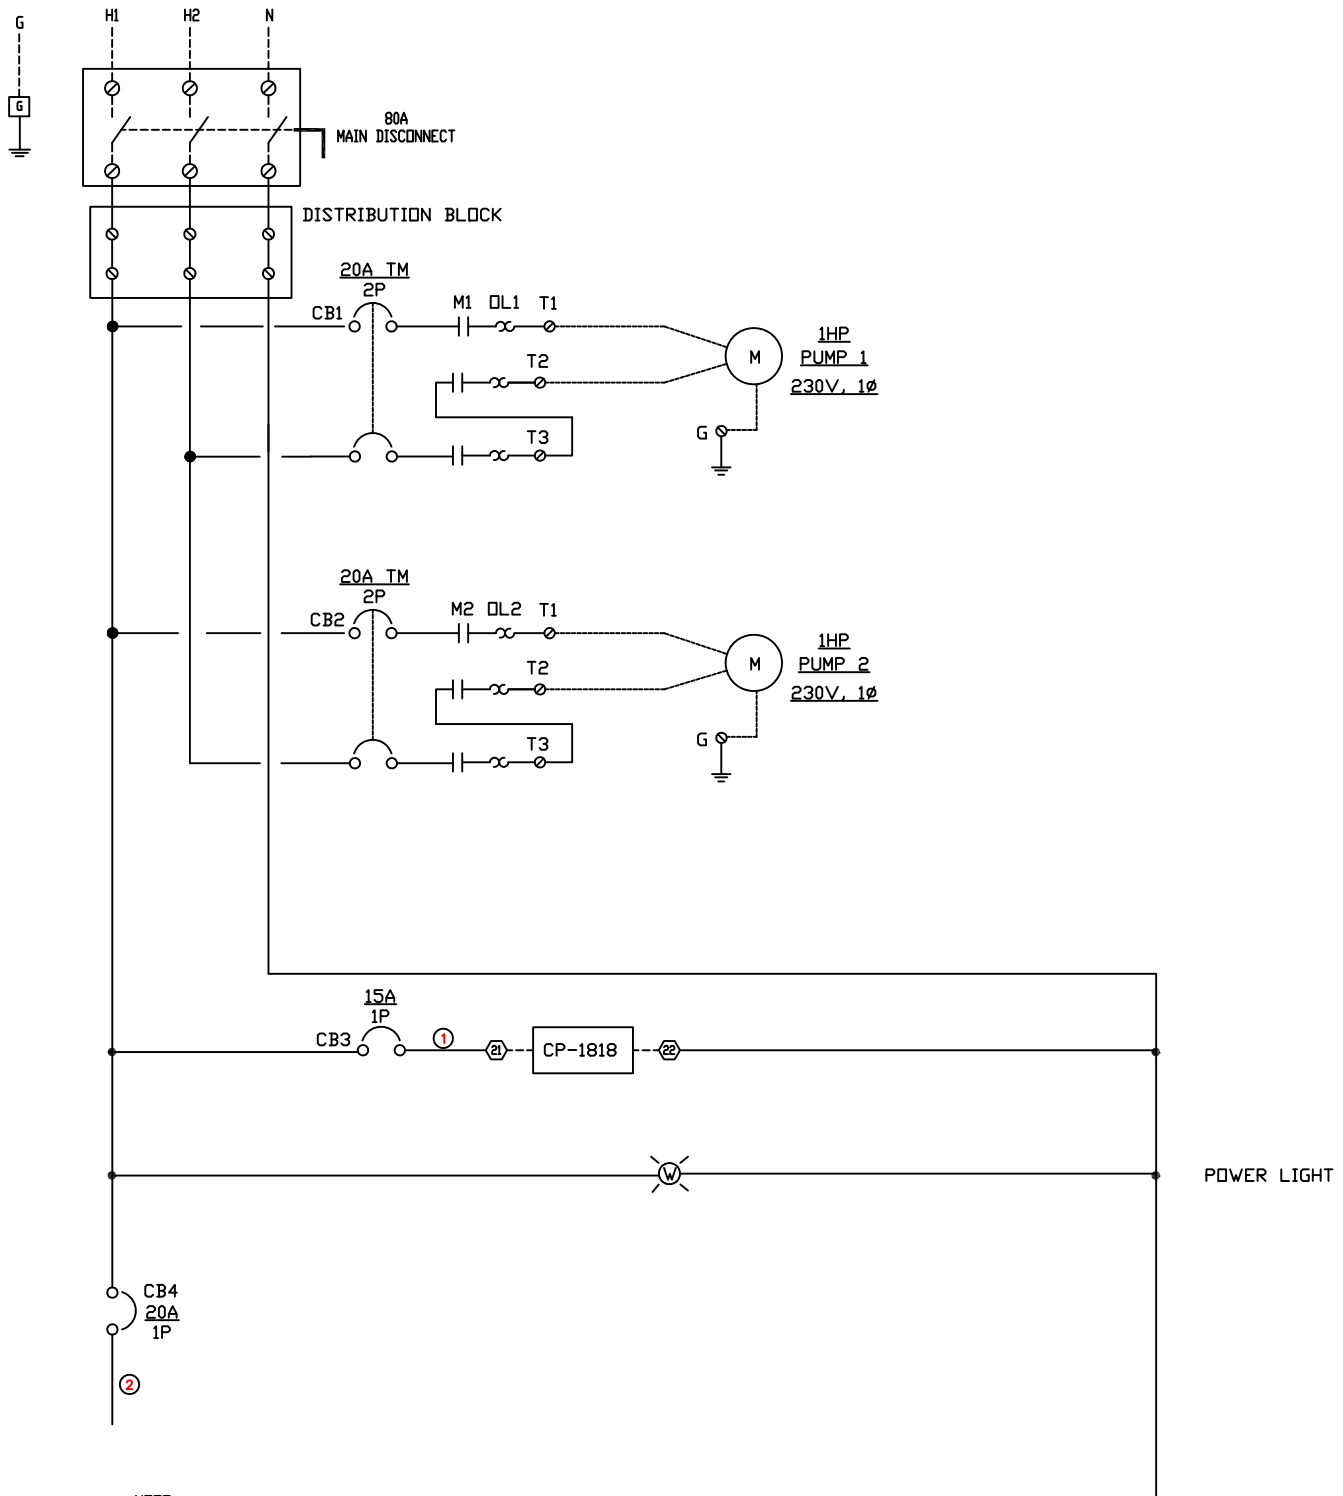 G
H1 H2 N
G
80A
MAIN DISCONNECT
DISTRIBUTION BLOCK
20A TM
2P
CB1
M1 OL1 T1
T2
T3
M
1HP
PUMP 1
230V, 1Ø
G
20A TM
2P
CB2
M2 OL2 T1
T2
T3
M
1HP
PUMP 2
230V, 1Ø
G
15A
1P
CB3
1
21
CP-1818
22
W
POWER LIGHT
CB4
20A
1P
2